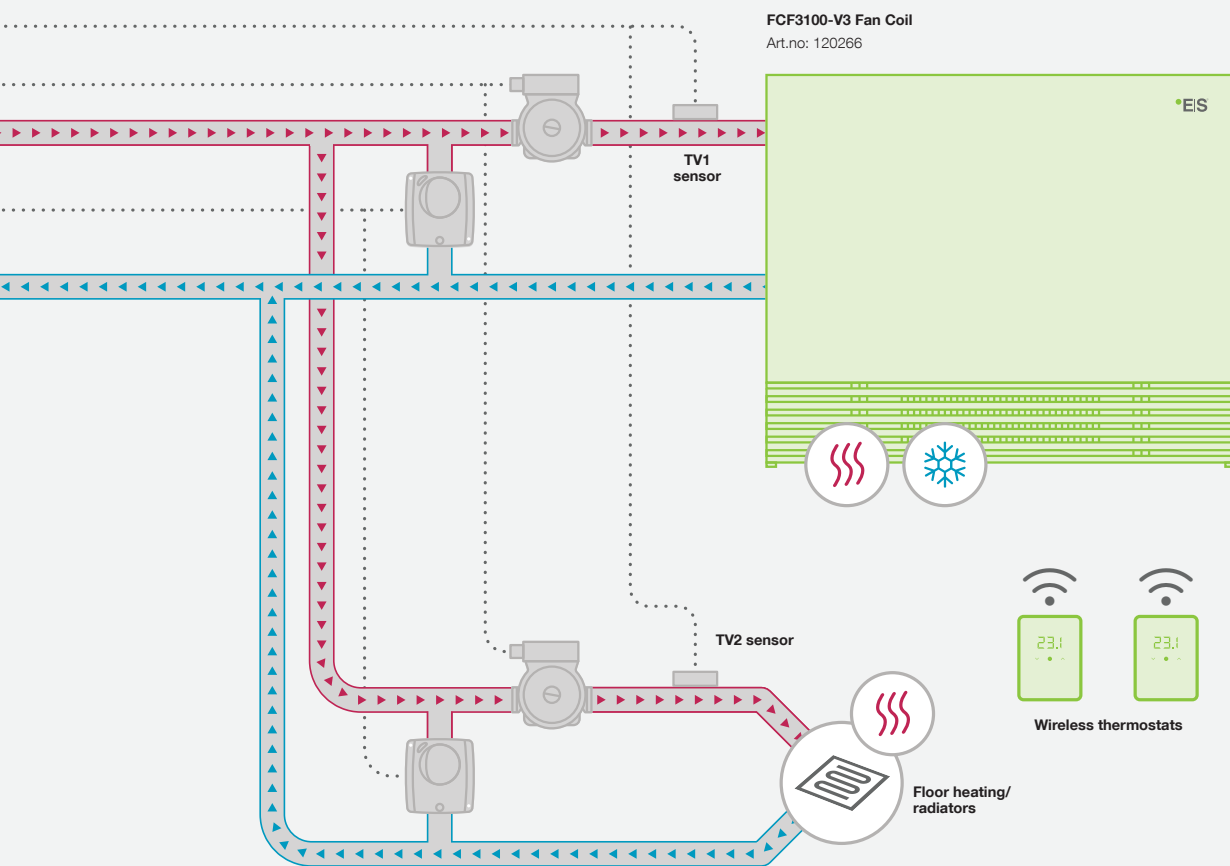 FCF3100-V3 Fan Coil
Art.no: 120266
EIS
TV1
sensor
TV2 sensor
23.1
23.1
Wireless thermostats
Floor heating/
radiators